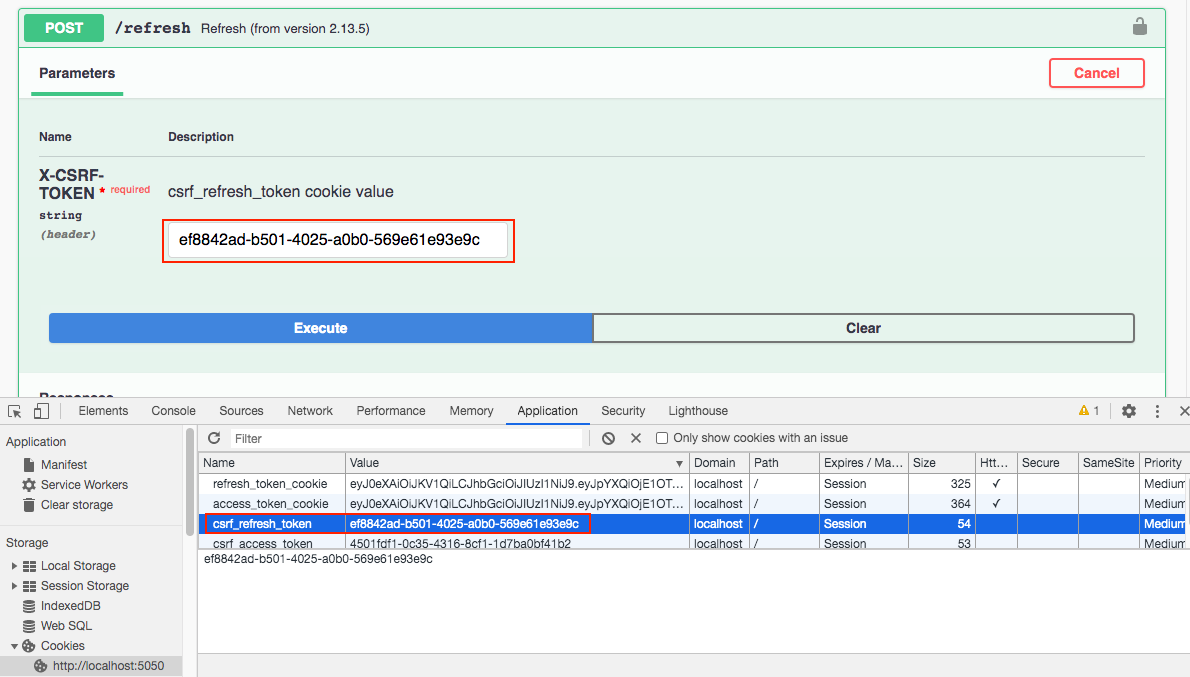 POST /refresh Refresh (from version 2.13.5)
Parameters Cancel
Name Description
X-CSRF-
TOKEN * required csrf_refresh_token cookie value
string
(header)
ef8842ad-b501-4025-a0b0-569e61e93e9c
Execute Clear
Responses
Elements Console Sources Network Performance Memory Application Security Lighthouse 1
Application
Manifest
Service Workers
Clear storage
Storage
Local Storage
Session Storage
IndexedDB
Web SQL
Cookies
http://localhost:5050
Filter Only show cookies with an issue
Name Value Domain Path Expires / Ma... Size Htt... Secure SameSite Priority
refresh_token_cookie eyJ0eXAiOiJKV1QiLCJhbGciOiJIUzI1NiJ9.eyJpYXQiOjE1OT... localhost / Session 325 ✓ Medium
access_token_cookie eyJ0eXAiOiJKV1QiLCJhbGciOiJIUzI1NiJ9.eyJpYXQiOjE1OT... localhost / Session 364 ✓ Medium
csrf_refresh_token ef8842ad-b501-4025-a0b0-569e61e93e9c localhost / Session 54 Medium
csrf_access_token 4501fdf1-0c35-4316-8cf1-1d7ba0bf41b2 localhost / Session 53 Medium
ef8842ad-b501-4025-a0b0-569e61e93e9c